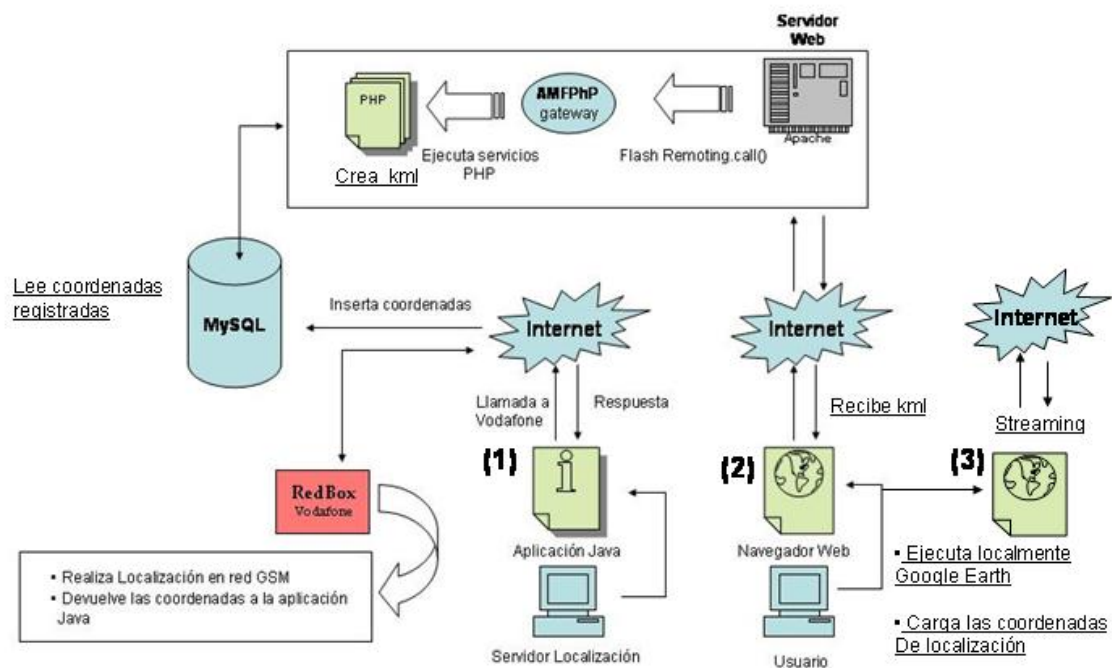 Servidor
Web
PHP
AMFPhP
gateway
Apache
Ejecuta servicios
PHP
Flash Remoting.call()
Crea kml
Lee coordenadas
registradas
MySQL
Inserta coordenadas
Internet
Internet
Internet
Llamada a
Vodafone
Respuesta
Recibe kml
Streaming
(1)
(2)
(3)
RedBox
Vodafone
i
Aplicación Java
Navegador Web
▪ Ejecuta localmente
Google Earth
▪ Realiza Localización en red GSM
▪ Devuelve las coordenadas a la aplicación
Java
▪ Carga las coordenadas
De localización
Servidor Localización
Usuario